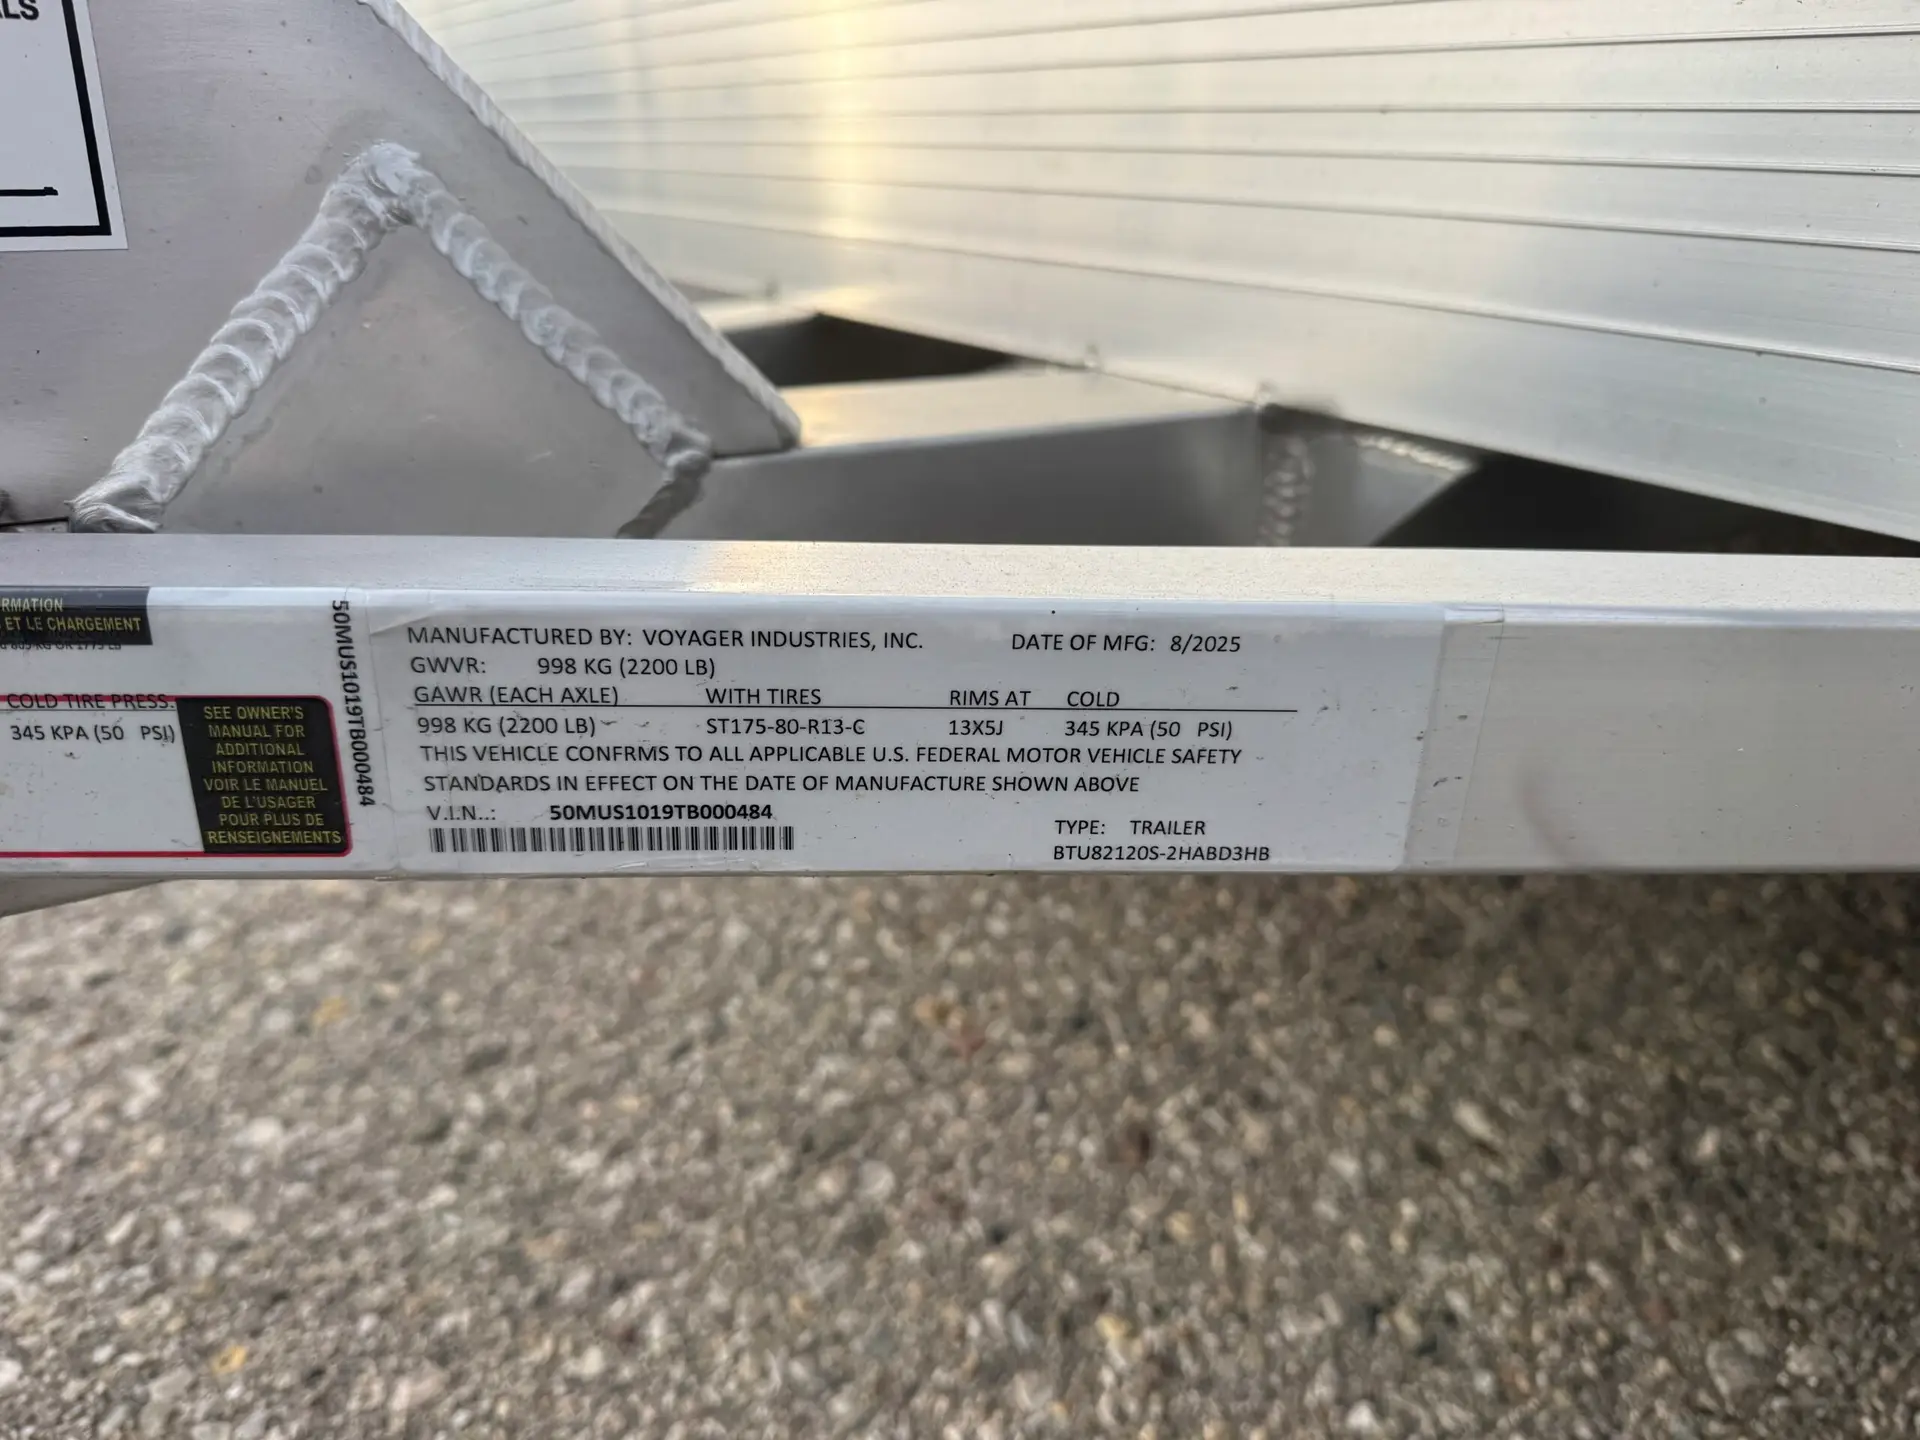 LS
RMATION
ET LE CHARGEMENT
COLD TIRE PRESS.
345 KPA (50 PSI)
SEE OWNER'S
MANUAL FOR
ADDITIONAL
INFORMATION
VOIR LE MANUEL
DE L'USAGER
POUR PLUS DE
RENSEIGNEMENTS
50MUS1019TB000484
MANUFACTURED BY: VOYAGER INDUSTRIES, INC. DATE OF MFG: 8/2025
GWVR: 998 KG (2200 LB)
GAWR (EACH AXLE) WITH TIRES RIMS AT COLD
998 KG (2200 LB) ST175-80-R13-C 13X5J 345 KPA (50 PSI)
THIS VEHICLE CONFRMS TO ALL APPLICABLE U.S. FEDERAL MOTOR VEHICLE SAFETY
STANDARDS IN EFFECT ON THE DATE OF MANUFACTURE SHOWN ABOVE
V.I.N..: 50MUS1019TB000484
TYPE: TRAILER
BTU82120S-2HABD3HB